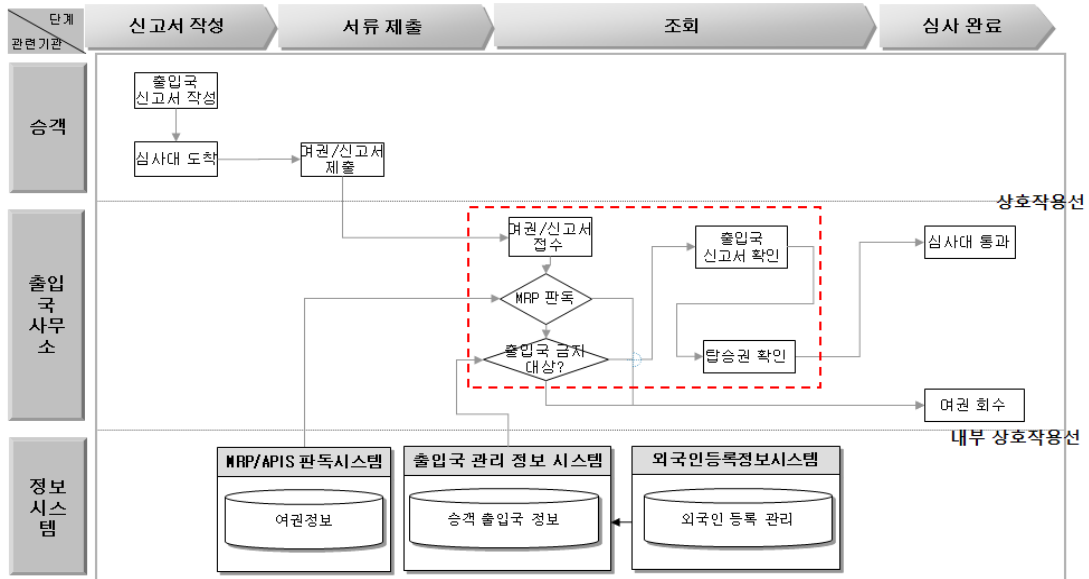 단계
관련기관
신고서 작성
서류 제출
조회
심사 완료
승객
출입국
신고서 작성
심사대 도착
여권/신고서
제출
상호작용선
출입
국
사무
소
여권/신고서
접수
출입국
신고서 확인
심사대 통과
MRP 판독
출입국 금지
대상?
탑승권 확인
여권 회수
내부 상호작용선
정보
시스
템
MRP/APIS 판독시스템
출입국 관리 정보 시스템
외국인등록정보시스템
여권정보
승객 출입국 정보
외국인 등록 관리